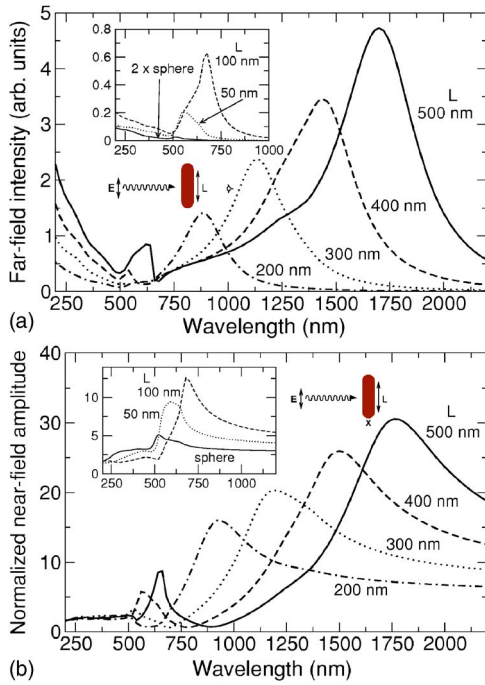 Far-field intensity (arb. units)
5
4
3
2
1
0
L
100 nm
50 nm
2 x sphere
0.8
0.6
0.4
0.2
0
250 500 750 1000
E
L
L
500 nm
400 nm
300 nm
200 nm
250 500 750 1000 1250 1500 1750 2000
Wavelength (nm)
(a)
Normalized near-field amplitude
40
30
20
10
0
L
100 nm
50 nm
sphere
10
5
0
250 500 750 1000
E
L
x
L
500 nm
400 nm
300 nm
200 nm
250 500 750 1000 1250 1500 1750 2000
Wavelength (nm)
(b)